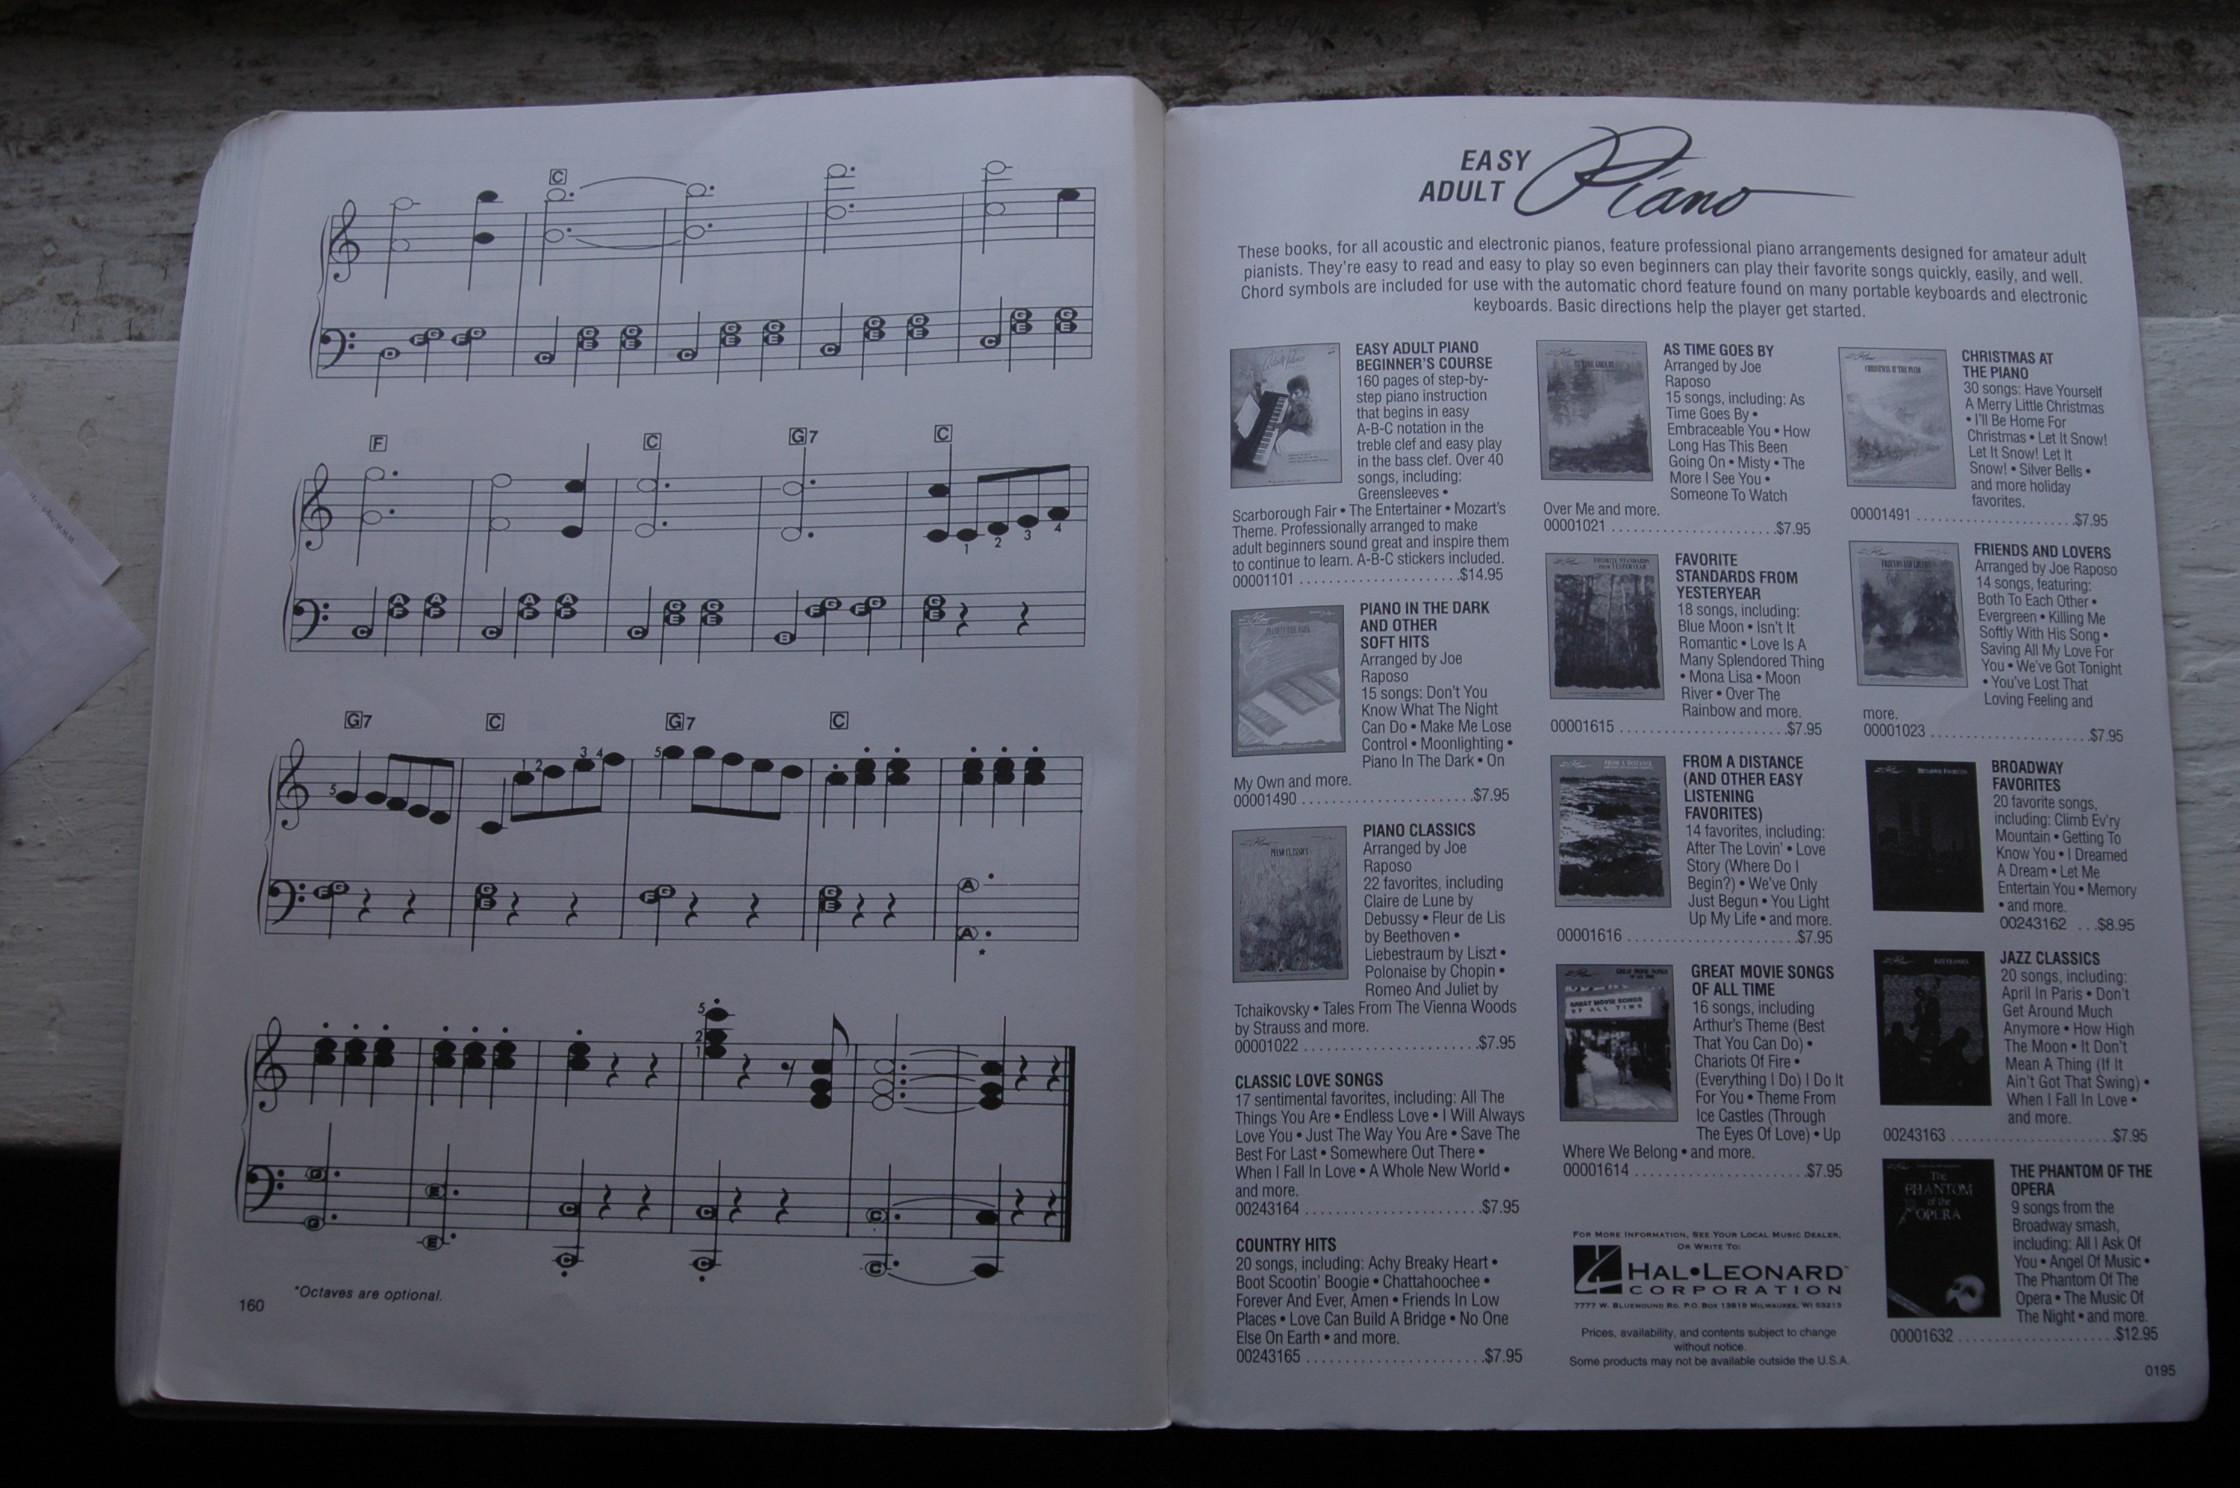 C
F
C
G7
C
1
2
3
4
G7
C
G7
C
5
1 2
3 4
5
5
2
1
*Octaves are optional.
160
EASY
ADULT Piano
These books, for all acoustic and electronic pianos, feature professional piano arrangements designed for amateur adult
pianists. They're easy to read and easy to play so even beginners can play their favorite songs quickly, easily, and well.
Chord symbols are included for use with the automatic chord feature found on many portable keyboards and electronic
keyboards. Basic directions help the player get started.
EASY ADULT PIANO
BEGINNER'S COURSE
160 pages of step-by-
step piano instruction
that begins in easy
A-B-C notation in the
treble clef and easy play
in the bass clef. Over 40
songs, including:
Greensleeves •
Scarborough Fair • The Entertainer • Mozart's
Theme. Professionally arranged to make
adult beginners sound great and inspire them
to continue to learn. A-B-C stickers included.
00001101 ......................$14.95
PIANO IN THE DARK
AND OTHER
SOFT HITS
Arranged by Joe
Raposo
15 songs: Don't You
Know What The Night
Can Do • Make Me Lose
Control • Moonlighting •
Piano In The Dark • On
My Own and more.
00001490 ........................$7.95
PIANO CLASSICS
Arranged by Joe
Raposo
22 favorites, including
Claire de Lune by
Debussy • Fleur de Lis
by Beethoven •
Liebestraum by Liszt •
Polonaise by Chopin •
Romeo And Juliet by
Tchaikovsky • Tales From The Vienna Woods
by Strauss and more.
00001022 ........................$7.95
CLASSIC LOVE SONGS
17 sentimental favorites, including: All The
Things You Are • Endless Love • I Will Always
Love You • Just The Way You Are • Save The
Best For Last • Somewhere Out There •
When I Fall In Love • A Whole New World •
and more.
00243164 ........................$7.95
COUNTRY HITS
20 songs, including: Achy Breaky Heart •
Boot Scootin' Boogie • Chattahoochee •
Forever And Ever, Amen • Friends In Low
Places • Love Can Build A Bridge • No One
Else On Earth • and more.
00243165 ........................$7.95
AS TIME GOES BY
Arranged by Joe
Raposo
15 songs, including: As
Time Goes By •
Embraceable You • How
Long Has This Been
Going On • Misty • The
More I See You •
Someone To Watch
Over Me and more.
00001021 .......................$7.95
FAVORITE
STANDARDS FROM
YESTERYEAR
18 songs, including:
Blue Moon • Isn't It
Romantic • Love Is A
Many Splendored Thing
• Mona Lisa • Moon
River • Over The
Rainbow and more.
00001615 .......................$7.95
FROM A DISTANCE
(AND OTHER EASY
LISTENING
FAVORITES)
14 favorites, including:
After The Lovin' • Love
Story (Where Do I
Begin?) • We've Only
Just Begun • You Light
Up My Life • and more.
00001616 .......................$7.95
GREAT MOVIE SONGS
OF ALL TIME
16 songs, including
Arthur's Theme (Best
That You Can Do) •
Chariots Of Fire •
(Everything I Do) I Do It
For You • Theme From
Ice Castles (Through
The Eyes Of Love) • Up
Where We Belong • and more.
00001614 .......................$7.95
FOR MORE INFORMATION, SEE YOUR LOCAL MUSIC DEALER,
OR WRITE TO:
HAL•LEONARD
CORPORATION
7777 W. BLUEMOUND RD. P.O. BOX 13819 MILWAUKEE, WI 53213
Prices, availability, and contents subject to change
without notice.
Some products may not be available outside the U.S.A.
CHRISTMAS AT
THE PIANO
30 songs: Have Yourself
A Merry Little Christmas
• I'll Be Home For
Christmas • Let It Snow!
Let It Snow! Let It
Snow! • Silver Bells •
and more holiday
favorites.
00001491 ......................$7.95
FRIENDS AND LOVERS
Arranged by Joe Raposo
14 songs, featuring:
Both To Each Other •
Evergreen • Killing Me
Softly With His Song •
Saving All My Love For
You • We've Got Tonight
• You've Lost That
Loving Feeling and
more.
00001023 ......................$7.95
BROADWAY
FAVORITES
20 favorite songs,
including: Climb Ev'ry
Mountain • Getting To
Know You • I Dreamed
A Dream • Let Me
Entertain You • Memory
• and more.
00243162 ...$8.95
JAZZ CLASSICS
20 songs, including:
April In Paris • Don't
Get Around Much
Anymore • How High
The Moon • It Don't
Mean A Thing (If It
Ain't Got That Swing) •
When I Fall In Love •
and more.
00243163 ......................$7.95
The
PHANTOM
of the
OPERA
THE PHANTOM OF THE
OPERA
9 songs from the
Broadway smash,
including: All I Ask Of
You • Angel Of Music •
The Phantom Of The
Opera • The Music Of
The Night • and more.
00001632 ......................$12.95
0195